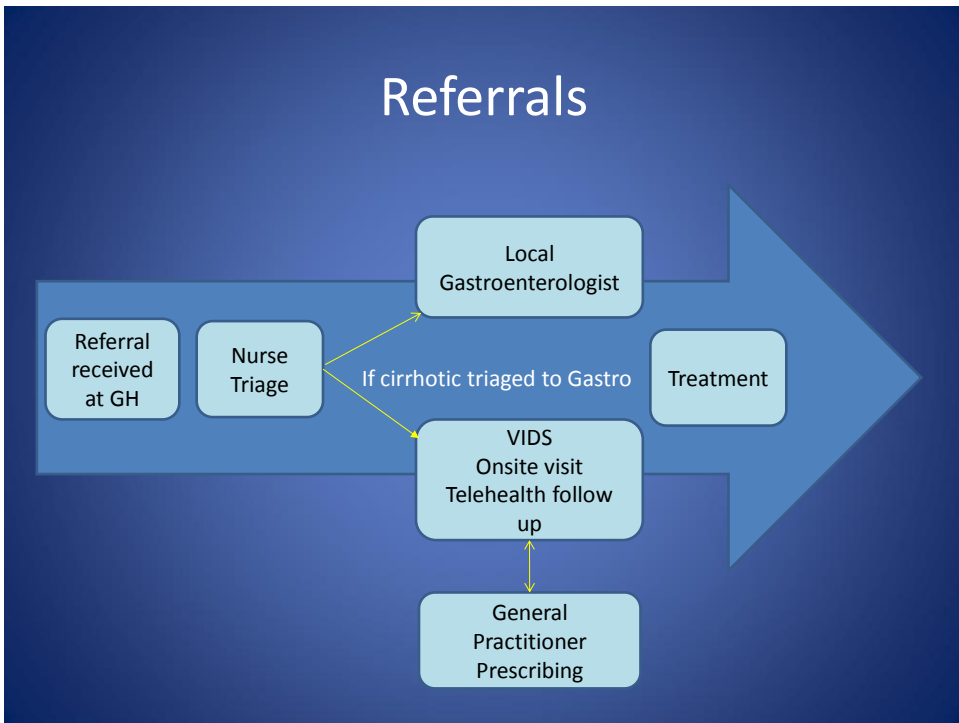 Referrals
Local
Gastroenterologist
Referral
received
at GH
Nurse
Triage
If cirrhotic triaged to Gastro
Treatment
VIDS
Onsite visit
Telehealth follow
up
General
Practitioner
Prescribing